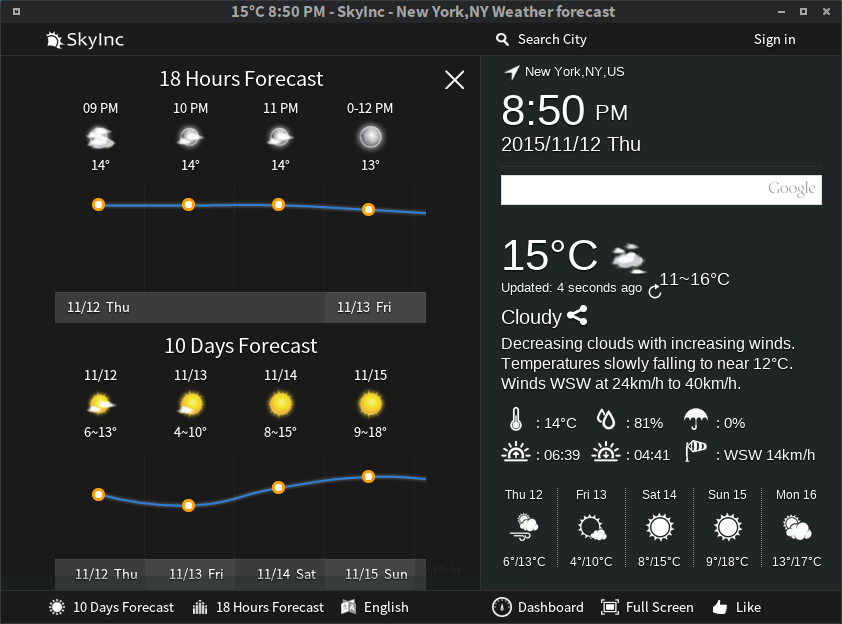 15°C 8:50 PM - SkyInc - New York,NY Weather forecast
SkyInc
Search City
Sign in
18 Hours Forecast
09 PM 10 PM 11 PM 0-12 PM
14° 14° 14° 13°
11/12 Thu 11/13 Fri
10 Days Forecast
11/12 11/13 11/14 11/15
6~13° 4~10° 8~15° 9~18°
11/12 Thu 11/13 Fri 11/14 Sat 11/15 Sun
Flickr
New York,NY,US
8:50 PM
2015/11/12 Thu
Google
15°C
11~16°C
Updated: 4 seconds ago
Cloudy
Decreasing clouds with increasing winds.
Temperatures slowly falling to near 12°C.
Winds WSW at 24km/h to 40km/h.
: 14°C : 81% : 0%
: 06:39 : 04:41 : WSW 14km/h
Thu 12 Fri 13 Sat 14 Sun 15 Mon 16
6°/13°C 4°/10°C 8°/15°C 9°/18°C 13°/17°C
10 Days Forecast 18 Hours Forecast English
Dashboard Full Screen Like